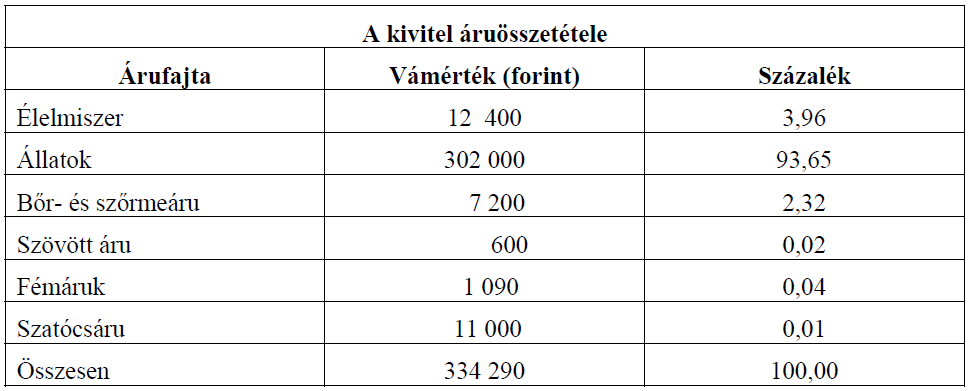 A kivitel áruösszetétele
Árufajta Vámérték (forint) Százalék
Élelmiszer 12 400 3,96
Állatok 302 000 93,65
Bőr- és szőrmeáru 7 200 2,32
Szövött áru 600 0,02
Fémáruk 1 090 0,04
Szatócsáru 11 000 0,01
Összesen 334 290 100,00